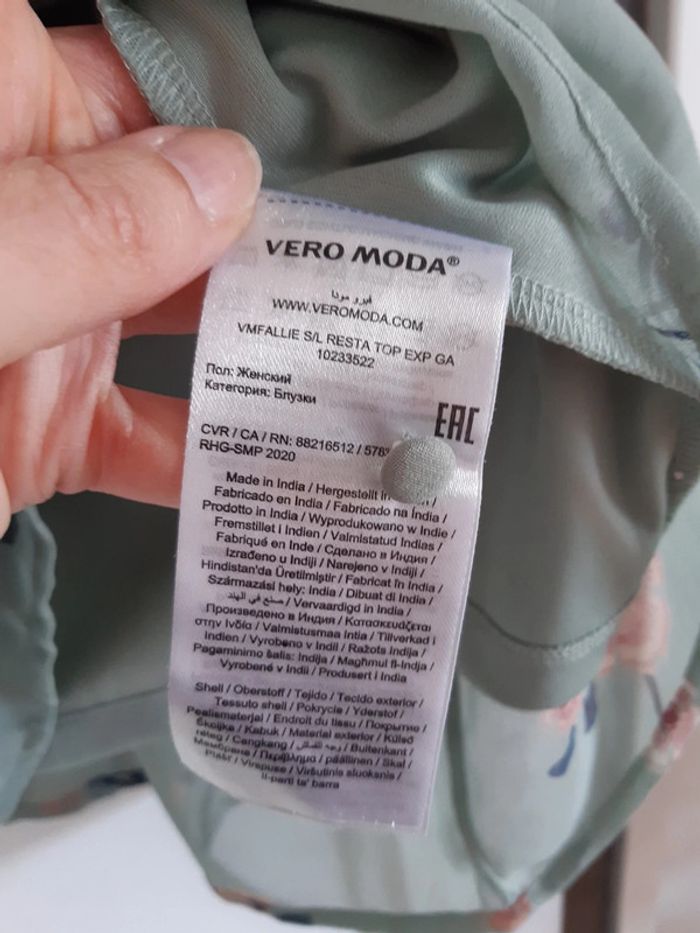 VERO MODA®
فيرو مودا
WWW.VEROMODA.COM
VMFALLIE S/L RESTA TOP EXP GA
10233522
Пол: Женский
Категория: Блузки
EAC
CVR / CA / RN: 88216512 / 578
RHG-SMP 2020
Made in India / Hergestellt in
Fabricado en India / Fabricado na Índia /
Prodotto in India / Wyprodukowano w Indie /
Fremstillet i Indien / Valmistatud Indias /
Fabriqué en Inde / Сделано в Индия /
Izrađeno u Indiji / Narejeno v Indiji /
Hindistan'da Üretilmiştir / Fabricat în India /
Származási hely: India / Dibuat di India /
صنع في الهند / Vervaardigd in India /
Произведено в Индия / Κατασκευάζεται
στην Ινδία / Valmistusmaa Intia / Tillverkad i
Indien / Vyrobeno v Indii / Ražots Indija /
Pagaminimo šalis: Indija / Magħmul fl-Indja /
Vyrobené v Indii / Produsert i India
Shell / Oberstoff / Tejido / Tecido exterior /
Tessuto shell / Pokrycie / Yderstof /
Pealismaterjal / Endroit du tissu / Покрытие /
Školjke / Kabuk / Material exterior / Külső
réteg / Cangkang / / Buitenkant /
Мембране / Περίβλημα / päällinen / Skal /
Plášť / Virspuse / Viršutinis sluoksnis /
il-parti ta' barra